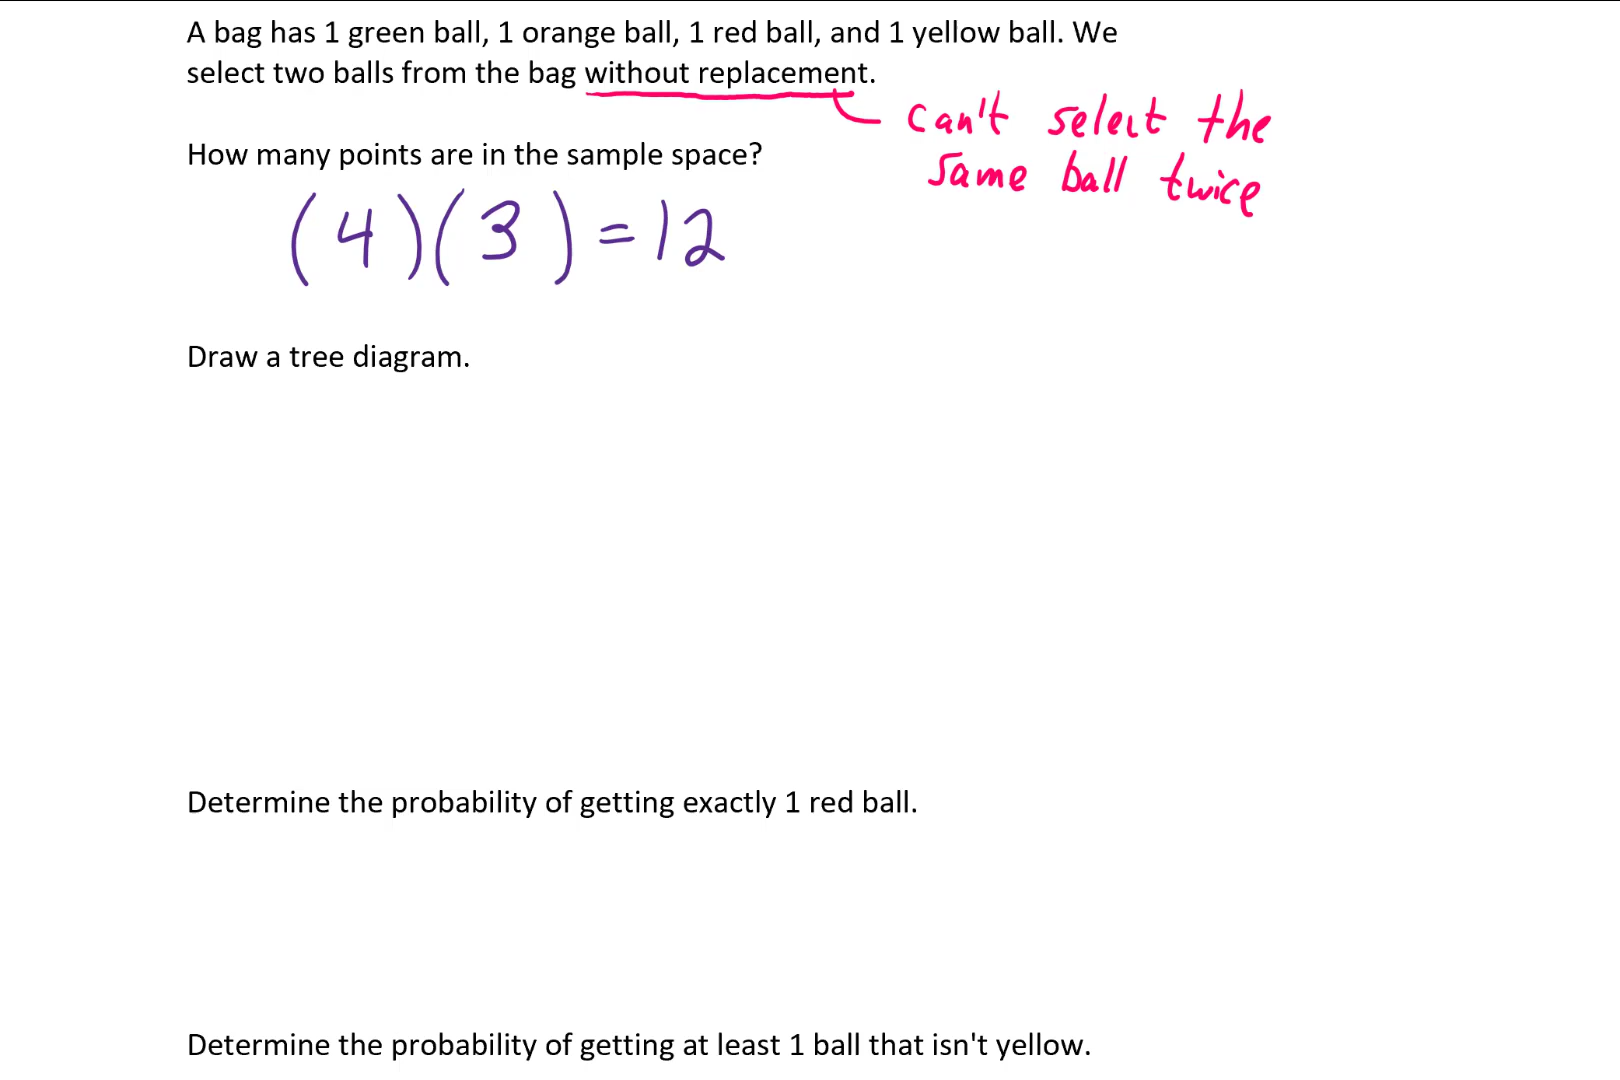 A bag has 1 green ball, 1 orange ball, 1 red ball, and 1 yellow ball. We
select two balls from the bag without replacement.
can't select the
same ball twice
How many points are in the sample space?
(4)(3)=12
Draw a tree diagram.
Determine the probability of getting exactly 1 red ball.
Determine the probability of getting at least 1 ball that isn't yellow.